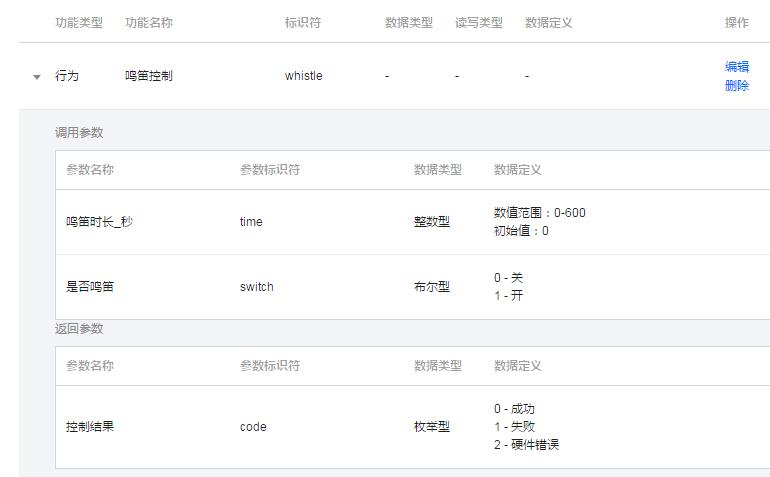 功能类型 功能名称 标识符 数据类型 读写类型 数据定义 操作
行为 鸣笛控制 whistle - - - 编辑
删除
调用参数
参数名称 参数标识符 数据类型 数据定义
鸣笛时长_秒 time 整数型 数值范围：0-600
初始值：0
是否鸣笛 switch 布尔型 0 - 关
1 - 开
返回参数
参数名称 参数标识符 数据类型 数据定义
控制结果 code 枚举型 0 - 成功
1 - 失败
2 - 硬件错误